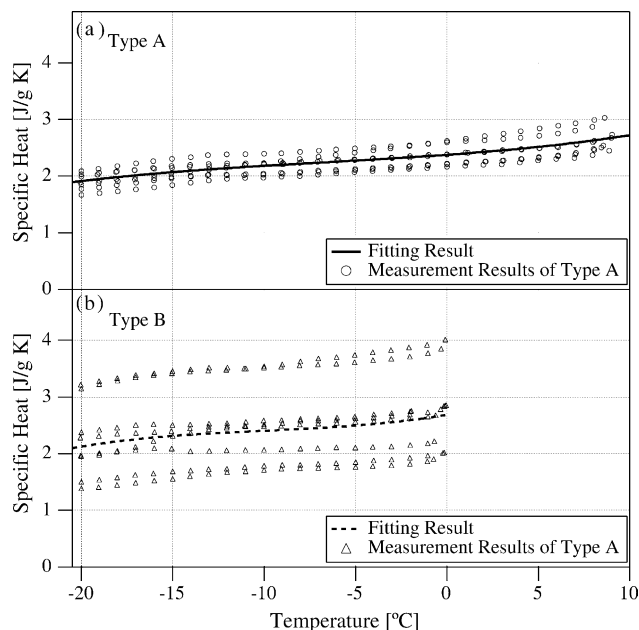 (a)
Type A
Specific Heat [J/g K]
4
3
2
1
0
Fitting Result
Measurement Results of Type A
(b)
Type B
Specific Heat [J/g K]
4
3
2
1
0
Fitting Result
Measurement Results of Type A
-20 -15 -10 -5 0 5 10
Temperature [ºC]